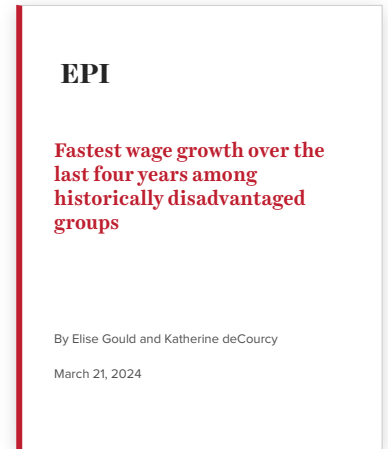 EPI
Fastest wage growth over the
last four years among
historically disadvantaged
groups
By Elise Gould and Katherine deCourcy
March 21, 2024